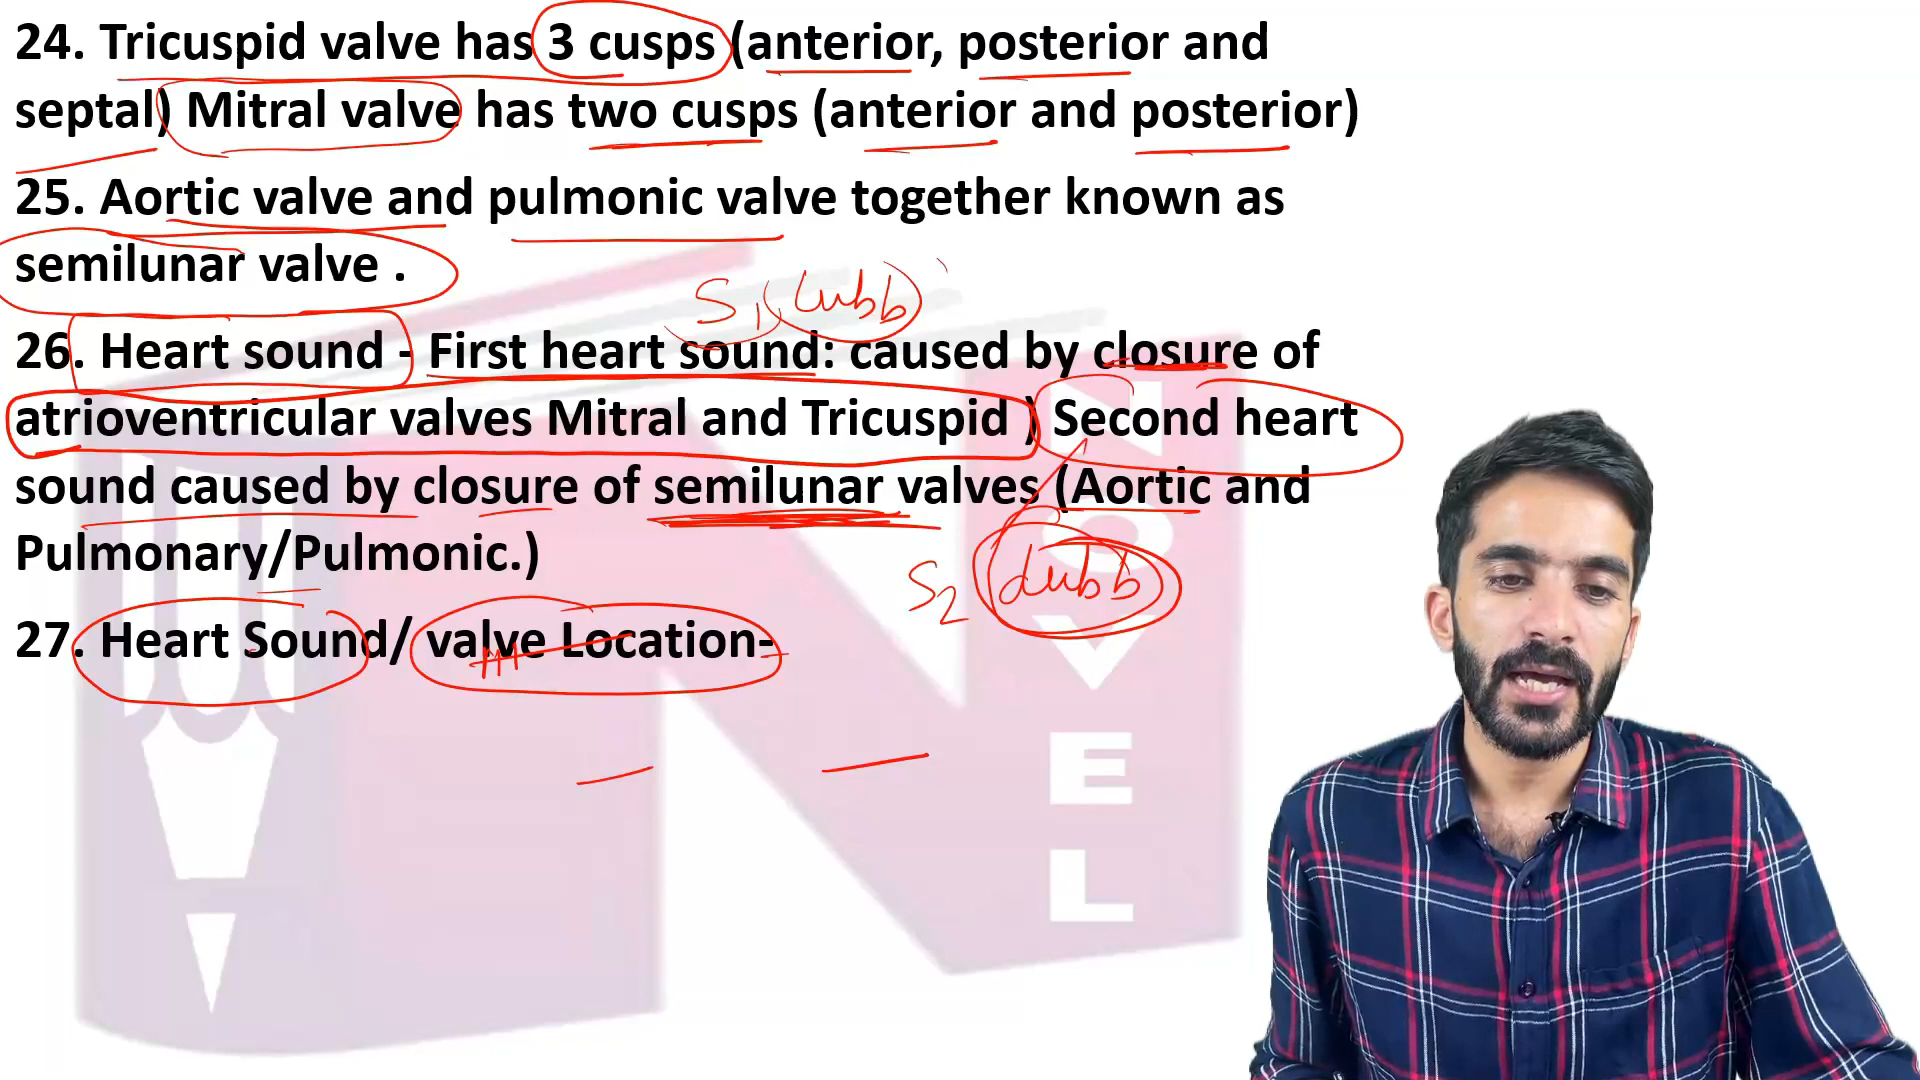 24. Tricuspid valve has 3 cusps (anterior, posterior and
septal) Mitral valve has two cusps (anterior and posterior)
25. Aortic valve and pulmonic valve together known as
semilunar valve .
S1 (Lubb)
26. Heart sound - First heart sound: caused by closure of
atrioventricular valves Mitral and Tricuspid ) Second heart
sound caused by closure of semilunar valves (Aortic and
Pulmonary/Pulmonic.)
S2 dubb
27. Heart Sound/ valve Location-
NOVEL